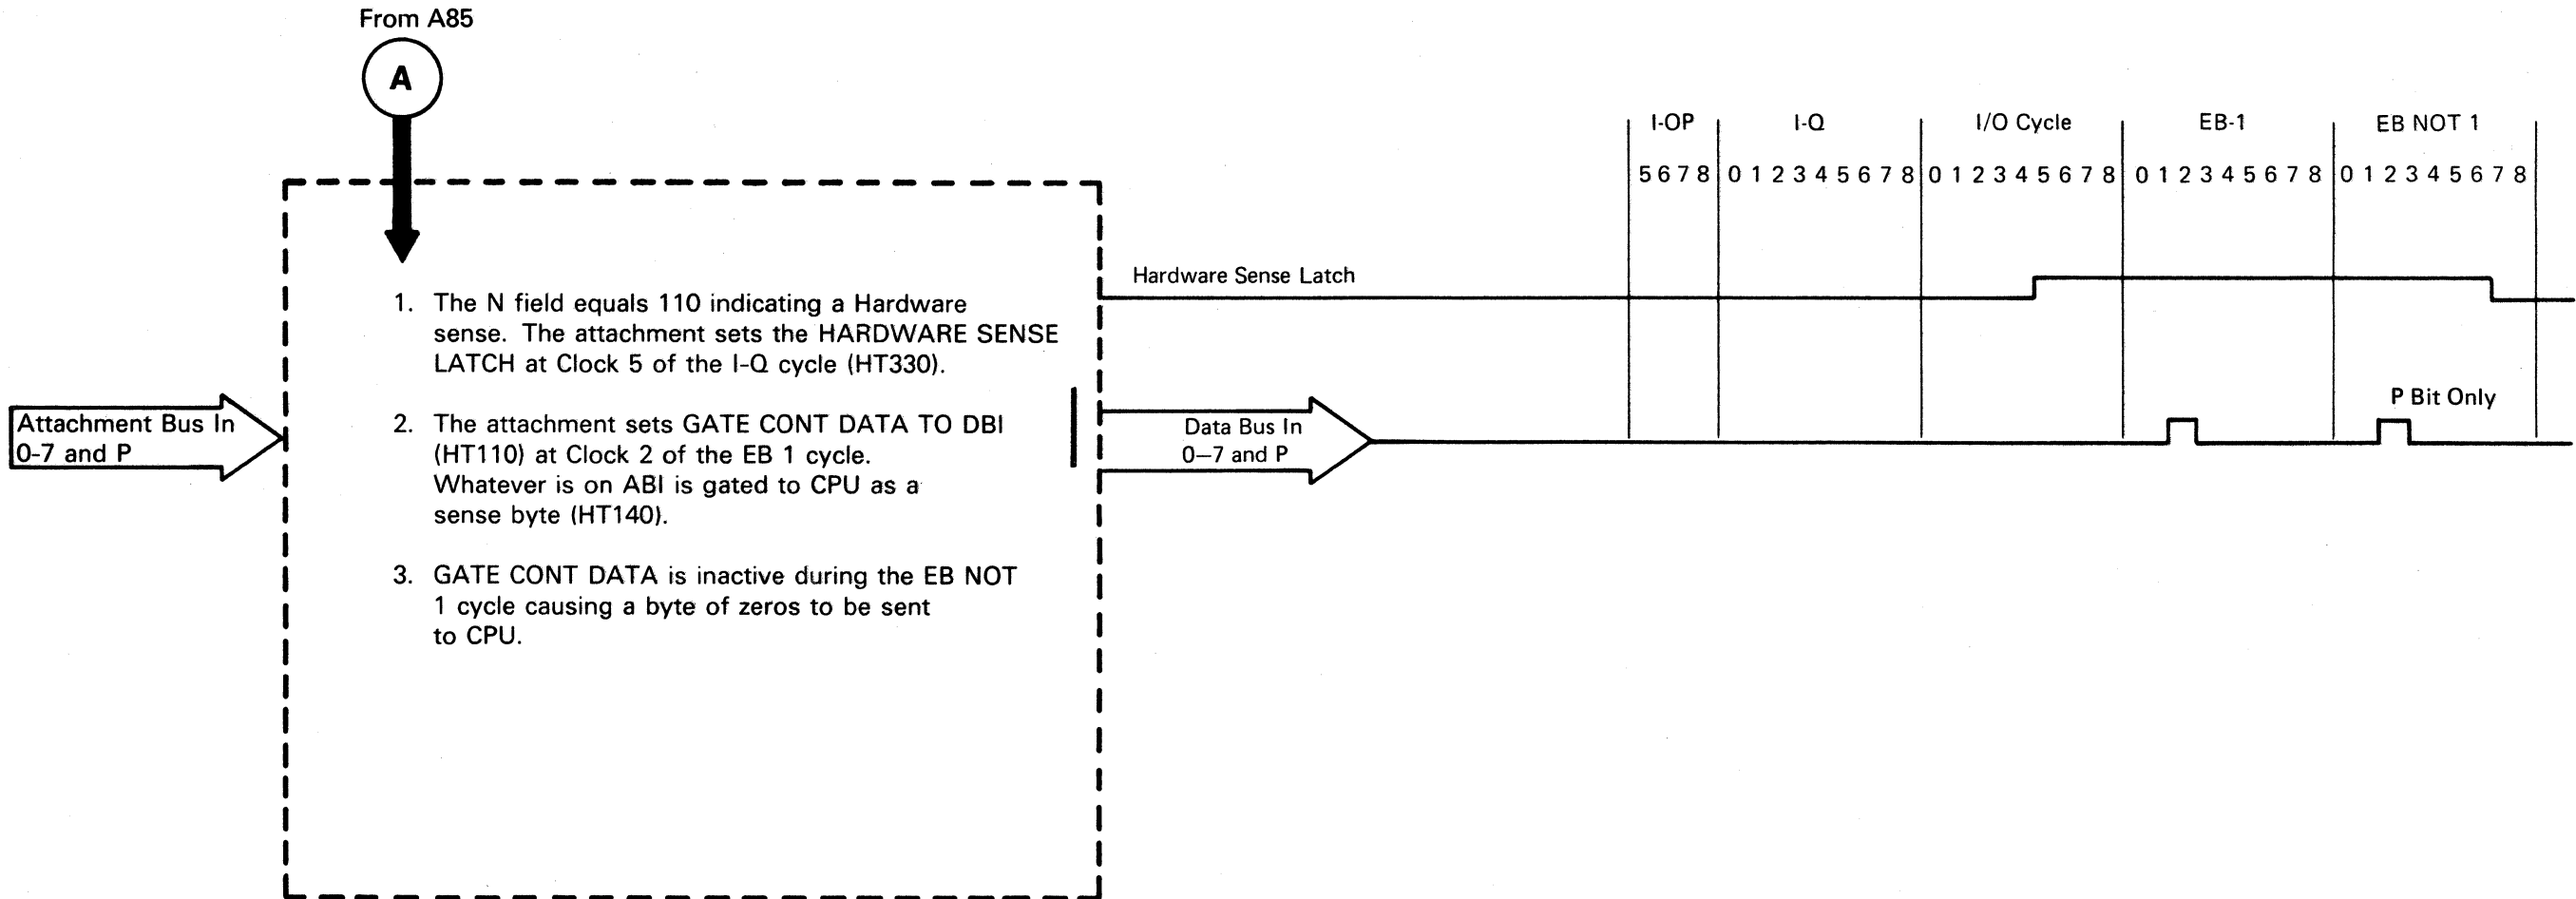 From A85
A
I-OP I-Q I/O Cycle EB-1 EB NOT 1
5 6 7 8 0 1 2 3 4 5 6 7 8 0 1 2 3 4 5 6 7 8 0 1 2 3 4 5 6 7 8 0 1 2 3 4 5 6 7 8
Hardware Sense Latch
1. The N field equals 110 indicating a Hardware
sense. The attachment sets the HARDWARE SENSE
LATCH at Clock 5 of the I-Q cycle (HT330).
Attachment Bus In
0-7 and P
2. The attachment sets GATE CONT DATA TO DBI
(HT110) at Clock 2 of the EB 1 cycle.
Whatever is on ABI is gated to CPU as a
sense byte (HT140).
Data Bus In
0–7 and P
P Bit Only
3. GATE CONT DATA is inactive during the EB NOT
1 cycle causing a byte of zeros to be sent
to CPU.